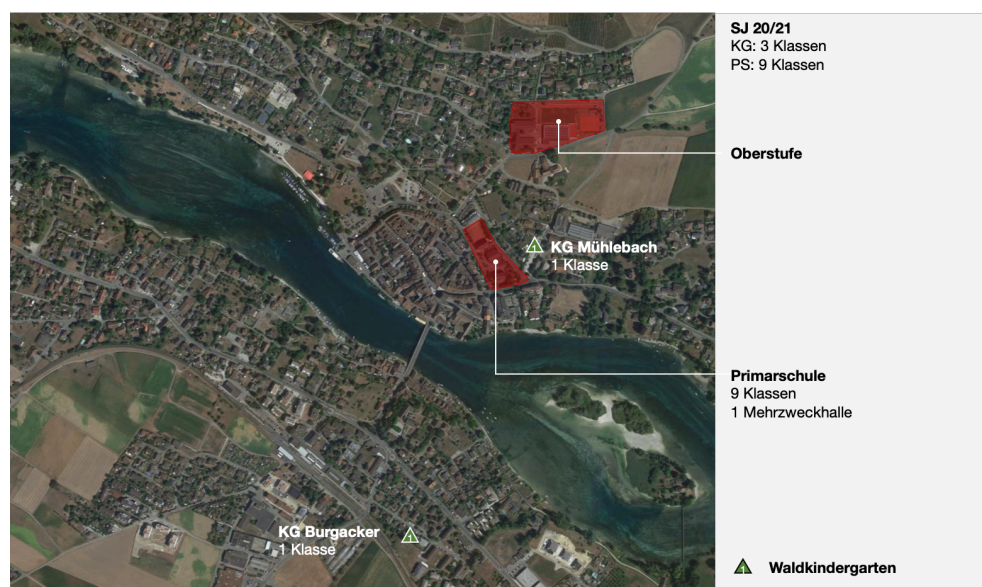 SJ 20/21
KG: 3 Klassen
PS: 9 Klassen
Oberstufe
1 KG Mühlebach
1 Klasse
Primarschule
9 Klassen
1 Mehrzweckhalle
KG Burgacker 1
1 Klasse
1 Waldkindergarten